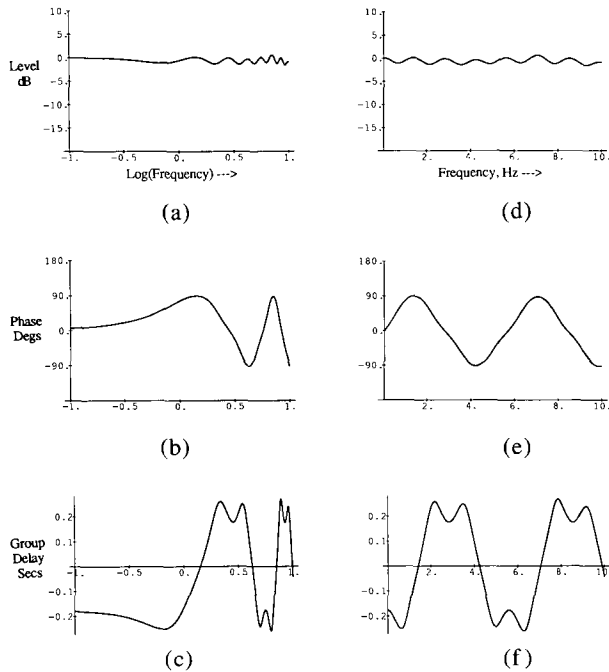 10. 10.
5. 5.
Level 0 0
dB -5. -5.
-10. -10.
-15. -15.
-1. -0.5 0. 0.5 1. 2. 4. 6. 8. 10.
Log(Frequency) ---> Frequency, Hz --->
(a) (d)
180. 180.
90. 90.
Phase 0. 0.
Degs
-90. -90.
-1. -0.5 0. 0.5 1. 2. 4. 6. 8. 10.
(b) (e)
0.2 0.2
Group 0.1 0.1
Delay -1. -0.5 0. 0.5 1. 2. 4. 6. 8. 10
Secs
-0.1 -0.1
-0.2 -0.2
(c) (f)